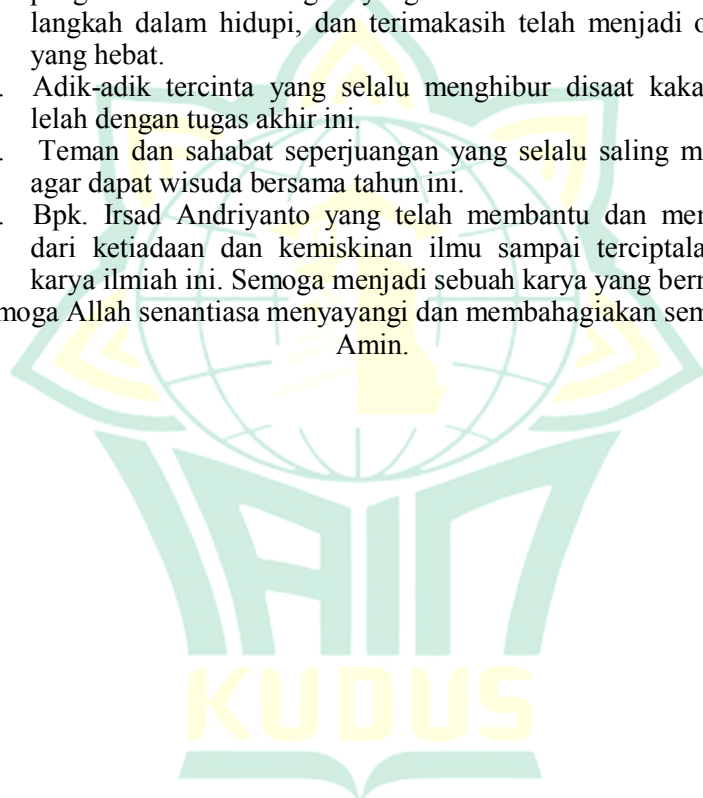 langkah dalam hidupi, dan terimakasih telah menjadi
yang hebat.
. Adik-adik tercinta yang selalu menghibur disaat
lelah dengan tugas akhir ini.
. Teman dan sahabat seperjuangan yang selalu saling
agar dapat wisuda bersama tahun ini.
. Bpk. Irsad Andriyanto yang telah membantu dan
dari ketiadaan dan kemiskinan ilmu sampai
karya ilmiah ini. Semoga menjadi sebuah karya yang
moga Allah senantiasa menyayangi dan membahagiakan
Amin.
IAIN
KUDUS